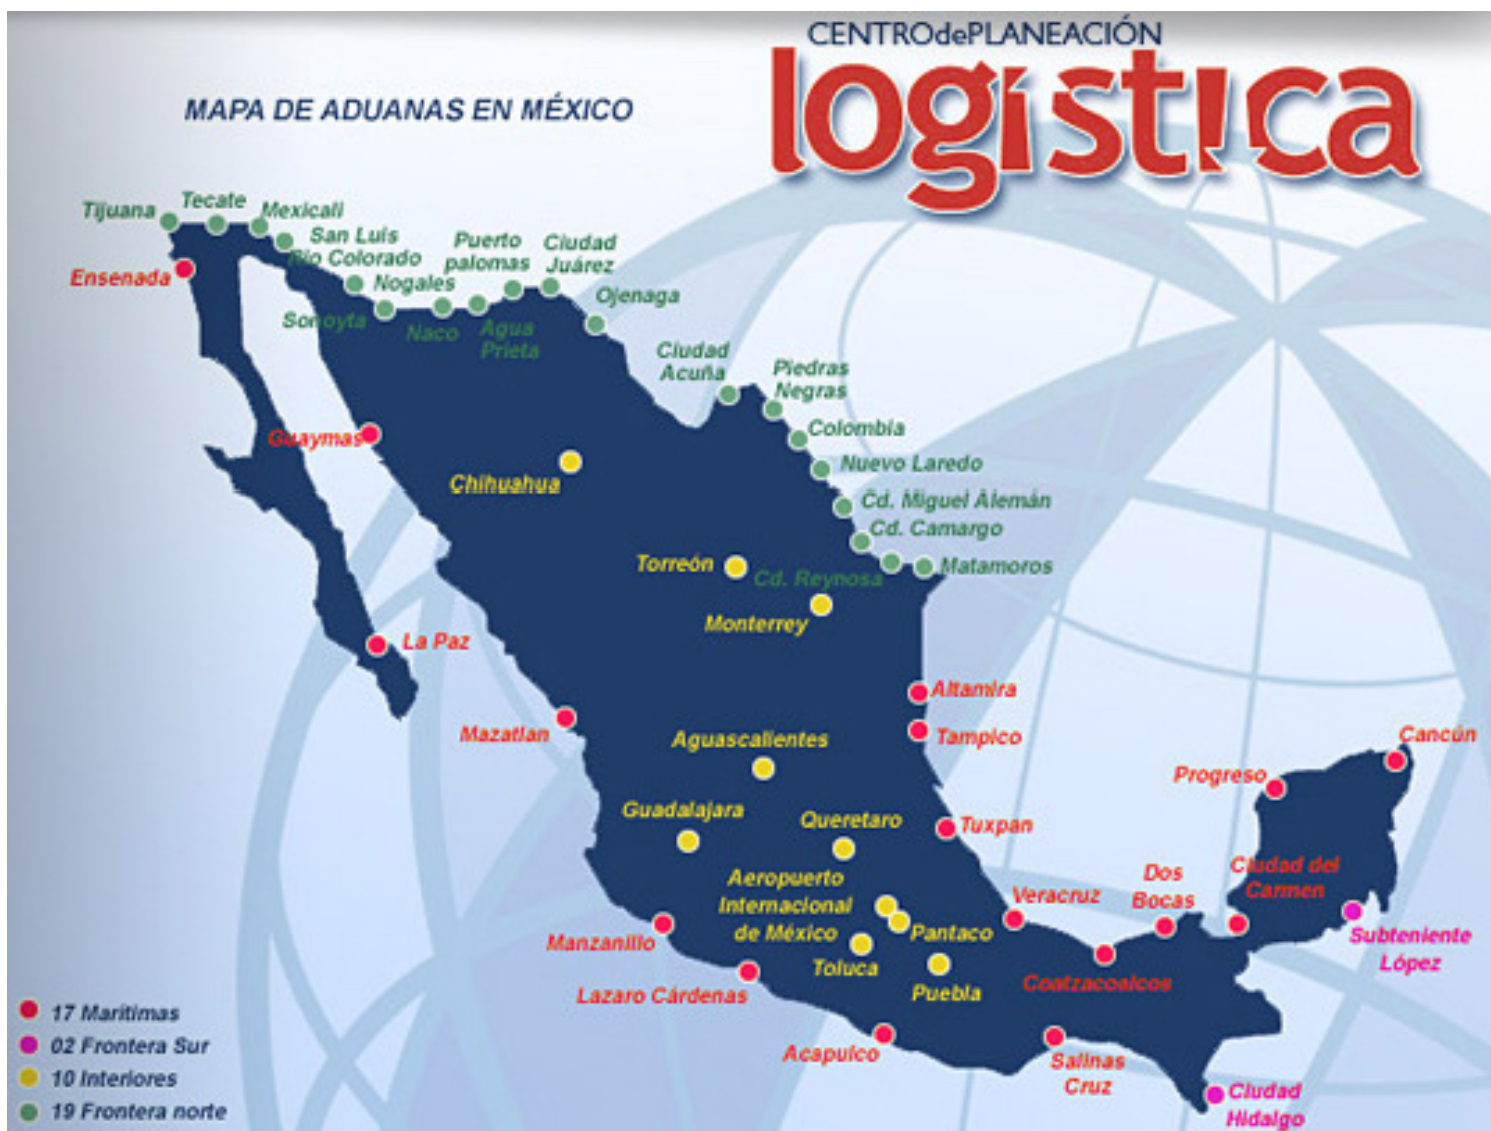 CENTROdePLANEACIÓN
logística
MAPA DE ADUANAS EN MÉXICO
Tijuana
Tecate
Mexicali
San Luis
Rio Colorado
Ensenada
Sonoyta
Nogales
Naco
Agua
Prieta
Puerto
palomas
Ciudad
Juárez
Ojenaga
Ciudad
Acuña
Piedras
Negras
Colombia
Nuevo Laredo
Cd. Miguel Alemán
Cd. Camargo
Cd. Reynosa
Matamoros
Guaymas
Chihuahua
Torreón
Monterrey
La Paz
Mazatlan
Altamira
Tampico
Aguascalientes
Guadalajara
Queretaro
Tuxpan
Cancún
Progreso
Ciudad del
Carmen
Dos
Bocas
Veracruz
Aeropuerto
Internacional
de México
Pantaco
Toluca
Puebla
Manzanillo
Lazaro Cárdenas
Coatzacoalcos
Subteniente
López
Acapulco
Salinas
Cruz
Ciudad
Hidalgo
17 Marítimas
02 Frontera Sur
10 Interiores
19 Frontera norte